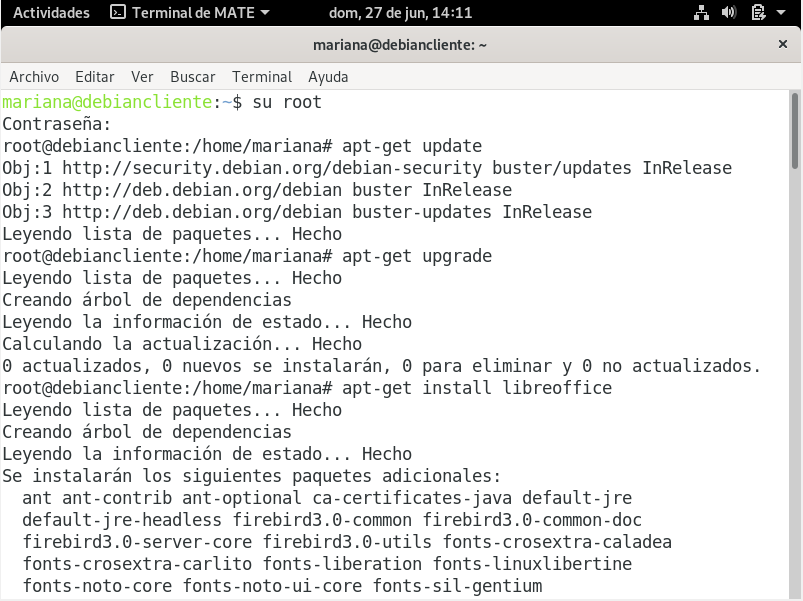 Actividades Terminal de MATE dom, 27 de jun, 14:11
mariana@debiancliente: ~ ×
Archivo Editar Ver Buscar Terminal Ayuda
mariana@debiancliente:~$ su root
Contraseña:
root@debiancliente:/home/mariana# apt-get update
Obj:1 http://security.debian.org/debian-security buster/updates InRelease
Obj:2 http://deb.debian.org/debian buster InRelease
Obj:3 http://deb.debian.org/debian buster-updates InRelease
Leyendo lista de paquetes... Hecho
root@debiancliente:/home/mariana# apt-get upgrade
Leyendo lista de paquetes... Hecho
Creando árbol de dependencias
Leyendo la información de estado... Hecho
Calculando la actualización... Hecho
0 actualizados, 0 nuevos se instalarán, 0 para eliminar y 0 no actualizados.
root@debiancliente:/home/mariana# apt-get install libreoffice
Leyendo lista de paquetes... Hecho
Creando árbol de dependencias
Leyendo la información de estado... Hecho
Se instalarán los siguientes paquetes adicionales:
  ant ant-contrib ant-optional ca-certificates-java default-jre
  default-jre-headless firebird3.0-common firebird3.0-common-doc
  firebird3.0-server-core firebird3.0-utils fonts-crosextra-caladea
  fonts-crosextra-carlito fonts-liberation fonts-linuxlibertine
  fonts-noto-core fonts-noto-ui-core fonts-sil-gentium